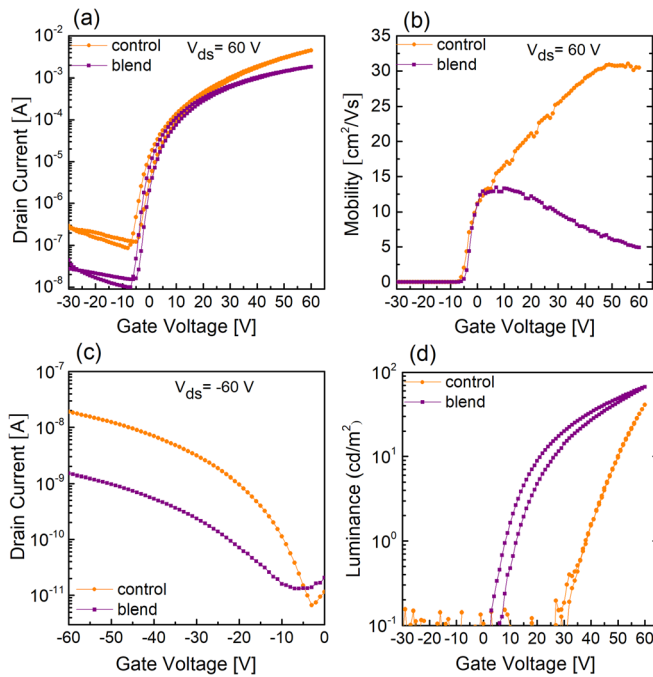 (a)
V_ds= 60 V
control
blend
10^-2
10^-3
10^-4
10^-5
10^-6
10^-7
10^-8
Drain Current [A]
-30 -20 -10 0 10 20 30 40 50 60
Gate Voltage [V]
(b)
V_ds= 60 V
control
blend
35
30
25
20
15
10
5
0
Mobility [cm^2/Vs]
-30 -20 -10 0 10 20 30 40 50 60
Gate Voltage [V]
(c)
V_ds= -60 V
10^-7
10^-8
10^-9
10^-10
10^-11
Drain Current [A]
control
blend
-60 -50 -40 -30 -20 -10 0
Gate Voltage [V]
(d)
control
blend
10^2
10^1
10^0
10^-1
Luminance (cd/m^2)
-30 -20 -10 0 10 20 30 40 50 60
Gate Voltage [V]